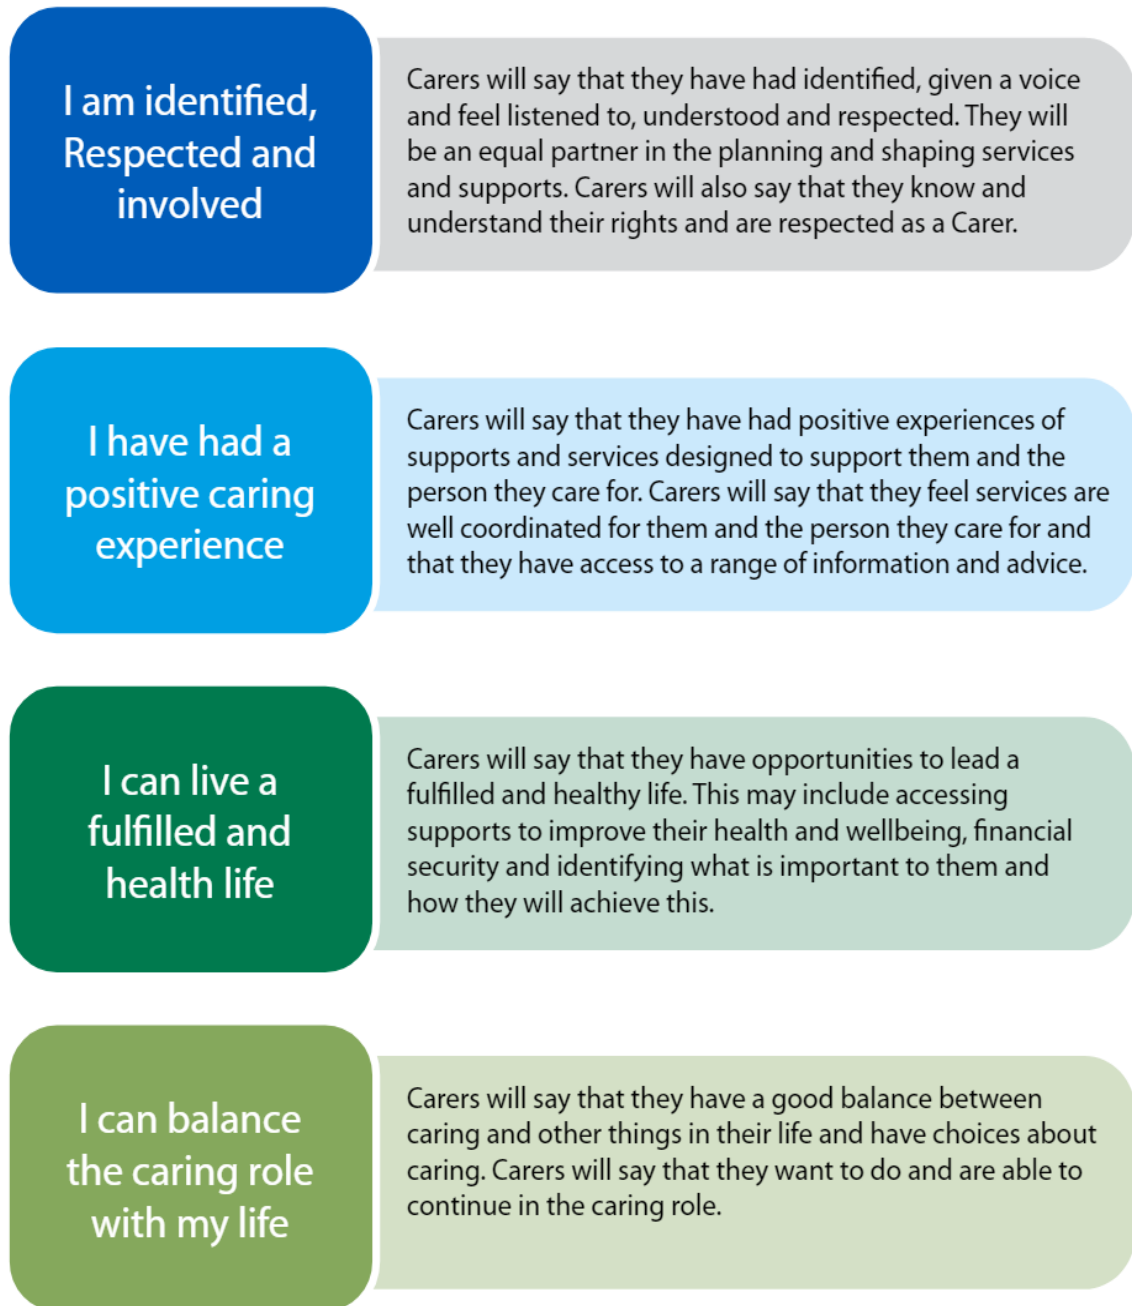 I am identified,
Respected and
involved
Carers will say that they have had identified, given a voice
and feel listened to, understood and respected. They will
be an equal partner in the planning and shaping services
and supports. Carers will also say that they know and
understand their rights and are respected as a Carer.
I have had a
positive caring
experience
Carers will say that they have had positive experiences of
supports and services designed to support them and the
person they care for. Carers will say that they feel services are
well coordinated for them and the person they care for and
that they have access to a range of information and advice.
I can live a
fulfilled and
health life
Carers will say that they have opportunities to lead a
fulfilled and healthy life. This may include accessing
supports to improve their health and wellbeing, financial
security and identifying what is important to them and
how they will achieve this.
I can balance
the caring role
with my life
Carers will say that they have a good balance between
caring and other things in their life and have choices about
caring. Carers will say that they want to do and are able to
continue in the caring role.